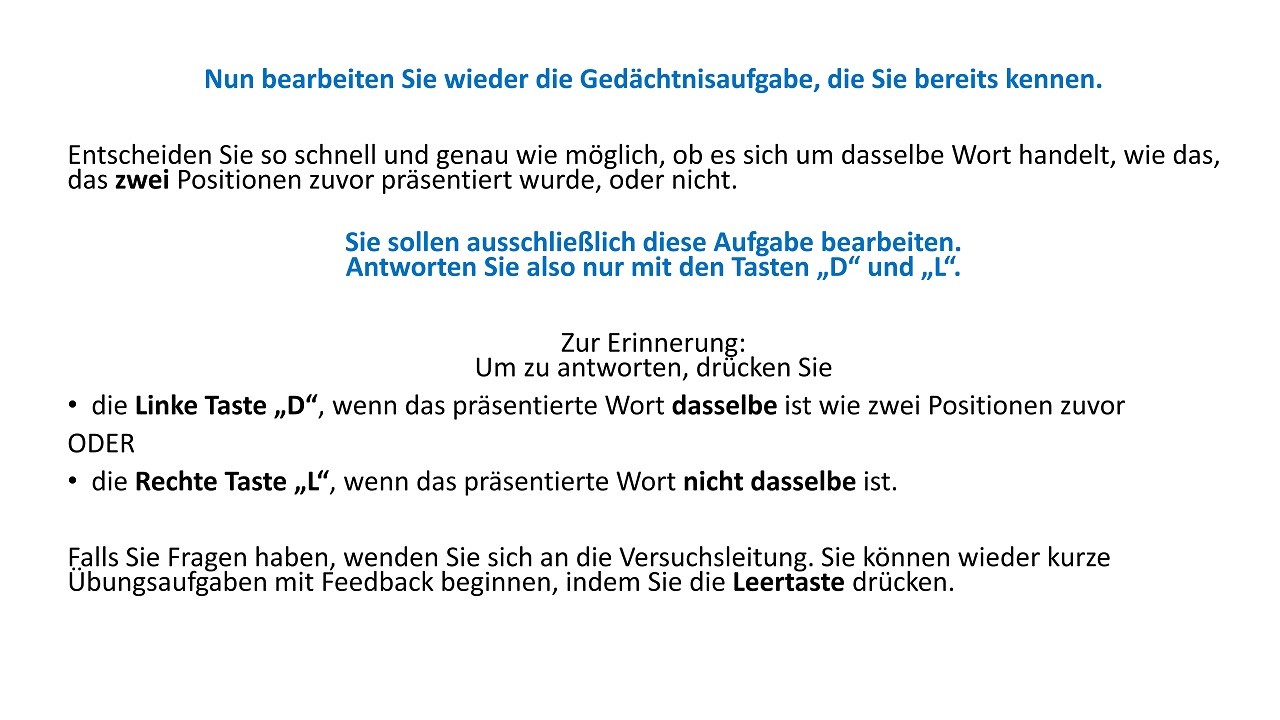 Nun bearbeiten Sie wieder die Gedächtnisaufgabe, die Sie bereits kennen.
Entscheiden Sie so schnell und genau wie möglich, ob es sich um dasselbe Wort handelt, wie das,
das zwei Positionen zuvor präsentiert wurde, oder nicht.
Sie sollen ausschließlich diese Aufgabe bearbeiten.
Antworten Sie also nur mit den Tasten „D“ und „L“.
Zur Erinnerung:
Um zu antworten, drücken Sie
• die Linke Taste „D“, wenn das präsentierte Wort dasselbe ist wie zwei Positionen zuvor
ODER
• die Rechte Taste „L“, wenn das präsentierte Wort nicht dasselbe ist.
Falls Sie Fragen haben, wenden Sie sich an die Versuchsleitung. Sie können wieder kurze
Übungsaufgaben mit Feedback beginnen, indem Sie die Leertaste drücken.